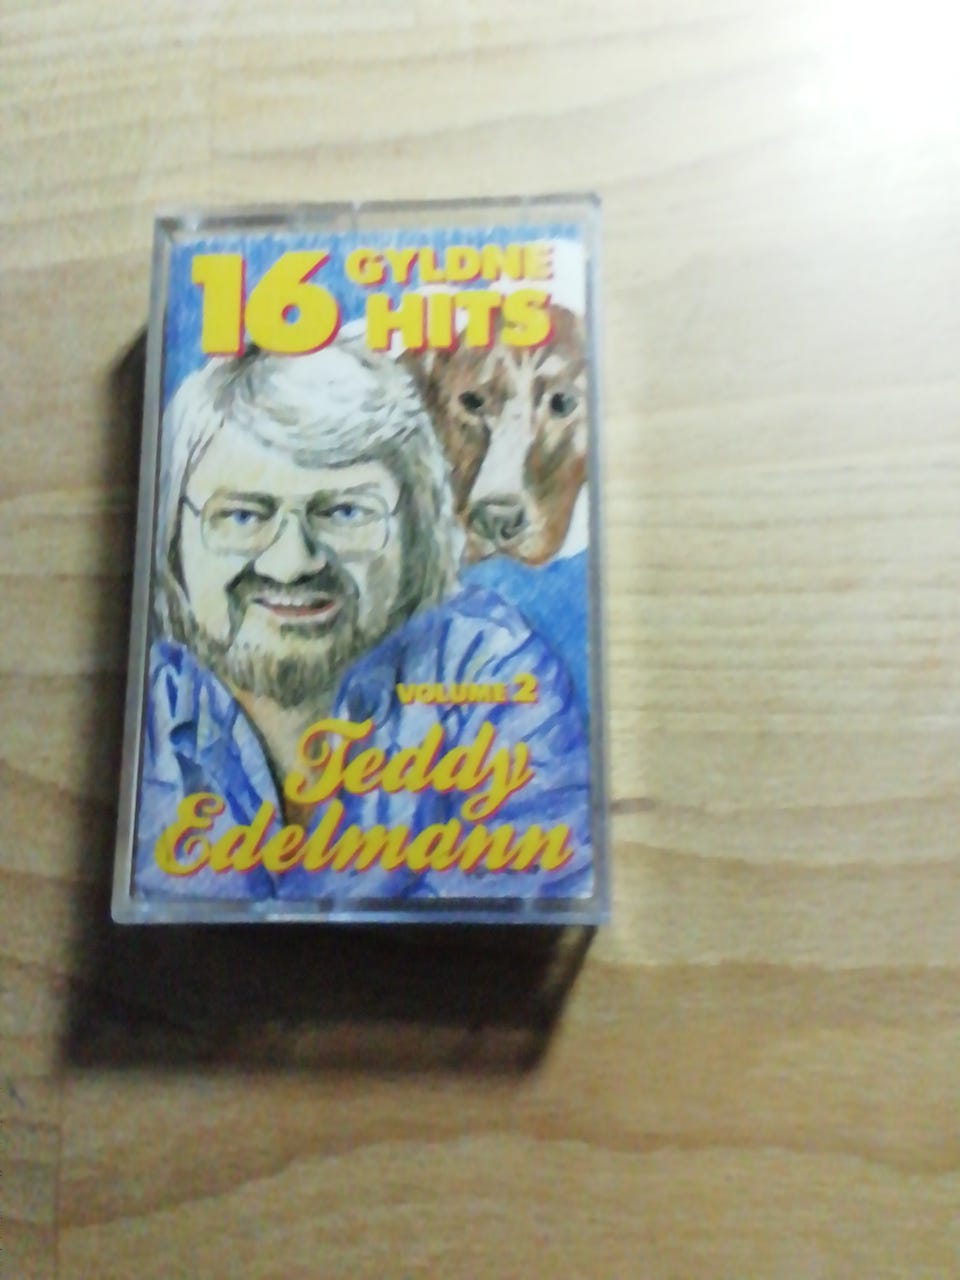 16 GYLDNE
HITS
VOLUME 2
Teddy
Edelmann